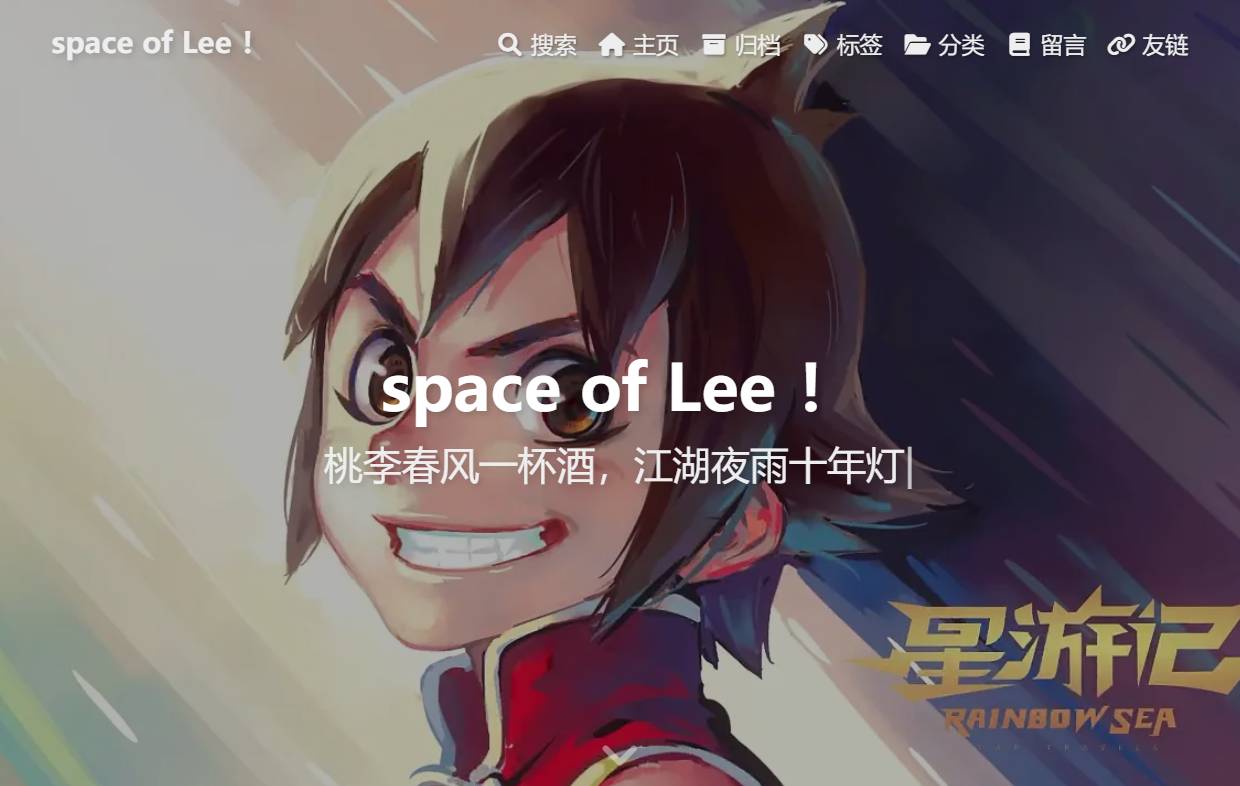 space of Lee！
搜索 主页 归档 标签 分类 留言 友链
space of Lee！
桃李春风一杯酒，江湖夜雨十年灯|
星游记
RAINBOW SEA